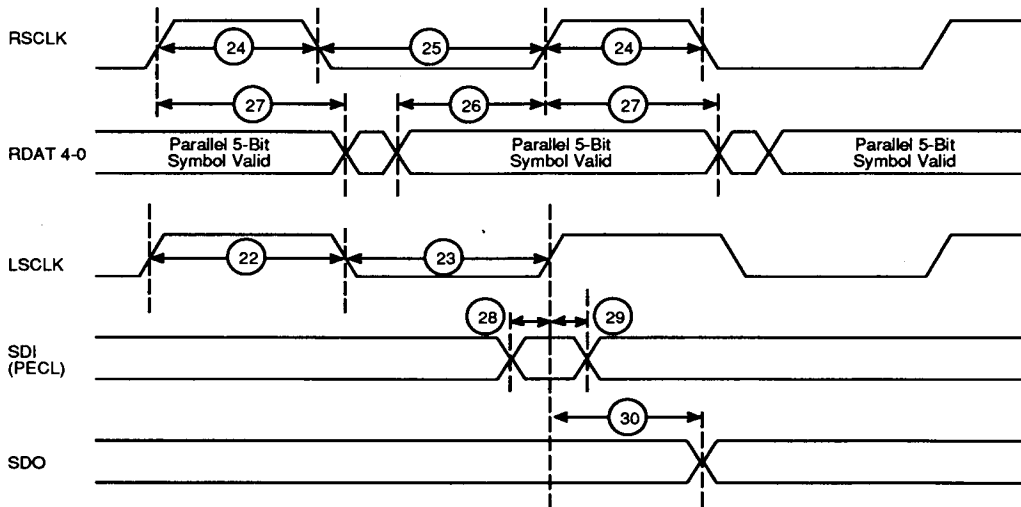 RSCLK
24
25
24
27
26
27
RDAT 4-0
Parallel 5-Bit
Symbol Valid
Parallel 5-Bit
Symbol Valid
Parallel 5-Bit
Symbol Valid
LSCLK
22
23
28
29
SDI
(PECL)
30
SDO